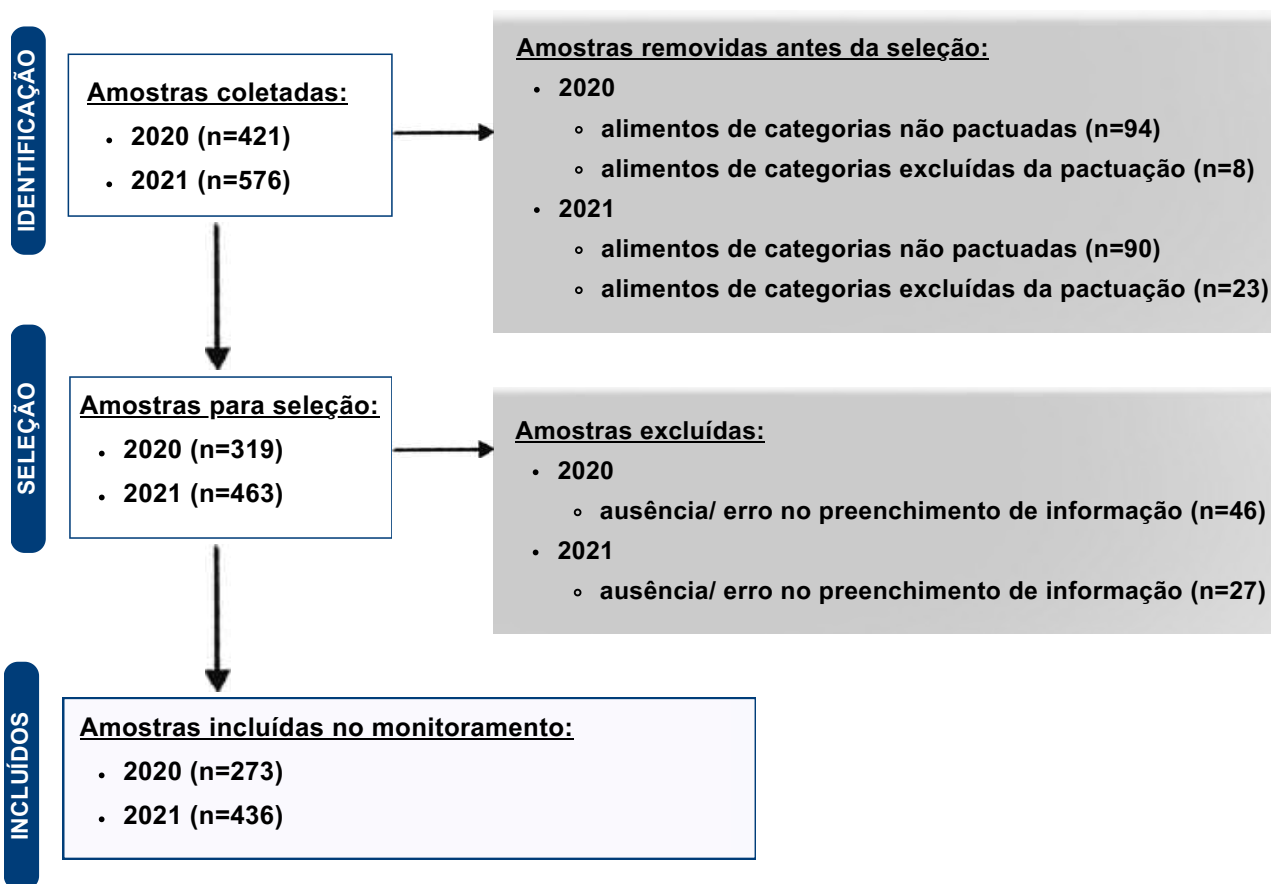 IDENTIFICAÇÃO
Amostras coletadas:
• 2020 (n=421)
• 2021 (n=576)
Amostras removidas antes da seleção:
• 2020
◦ alimentos de categorias não pactuadas (n=94)
◦ alimentos de categorias excluídas da pactuação (n=8)
• 2021
◦ alimentos de categorias não pactuadas (n=90)
◦ alimentos de categorias excluídas da pactuação (n=23)
SELEÇÃO
Amostras para seleção:
• 2020 (n=319)
• 2021 (n=463)
Amostras excluídas:
• 2020
◦ ausência/ erro no preenchimento de informação (n=46)
• 2021
◦ ausência/ erro no preenchimento de informação (n=27)
INCLUÍDOS
Amostras incluídas no monitoramento:
• 2020 (n=273)
• 2021 (n=436)